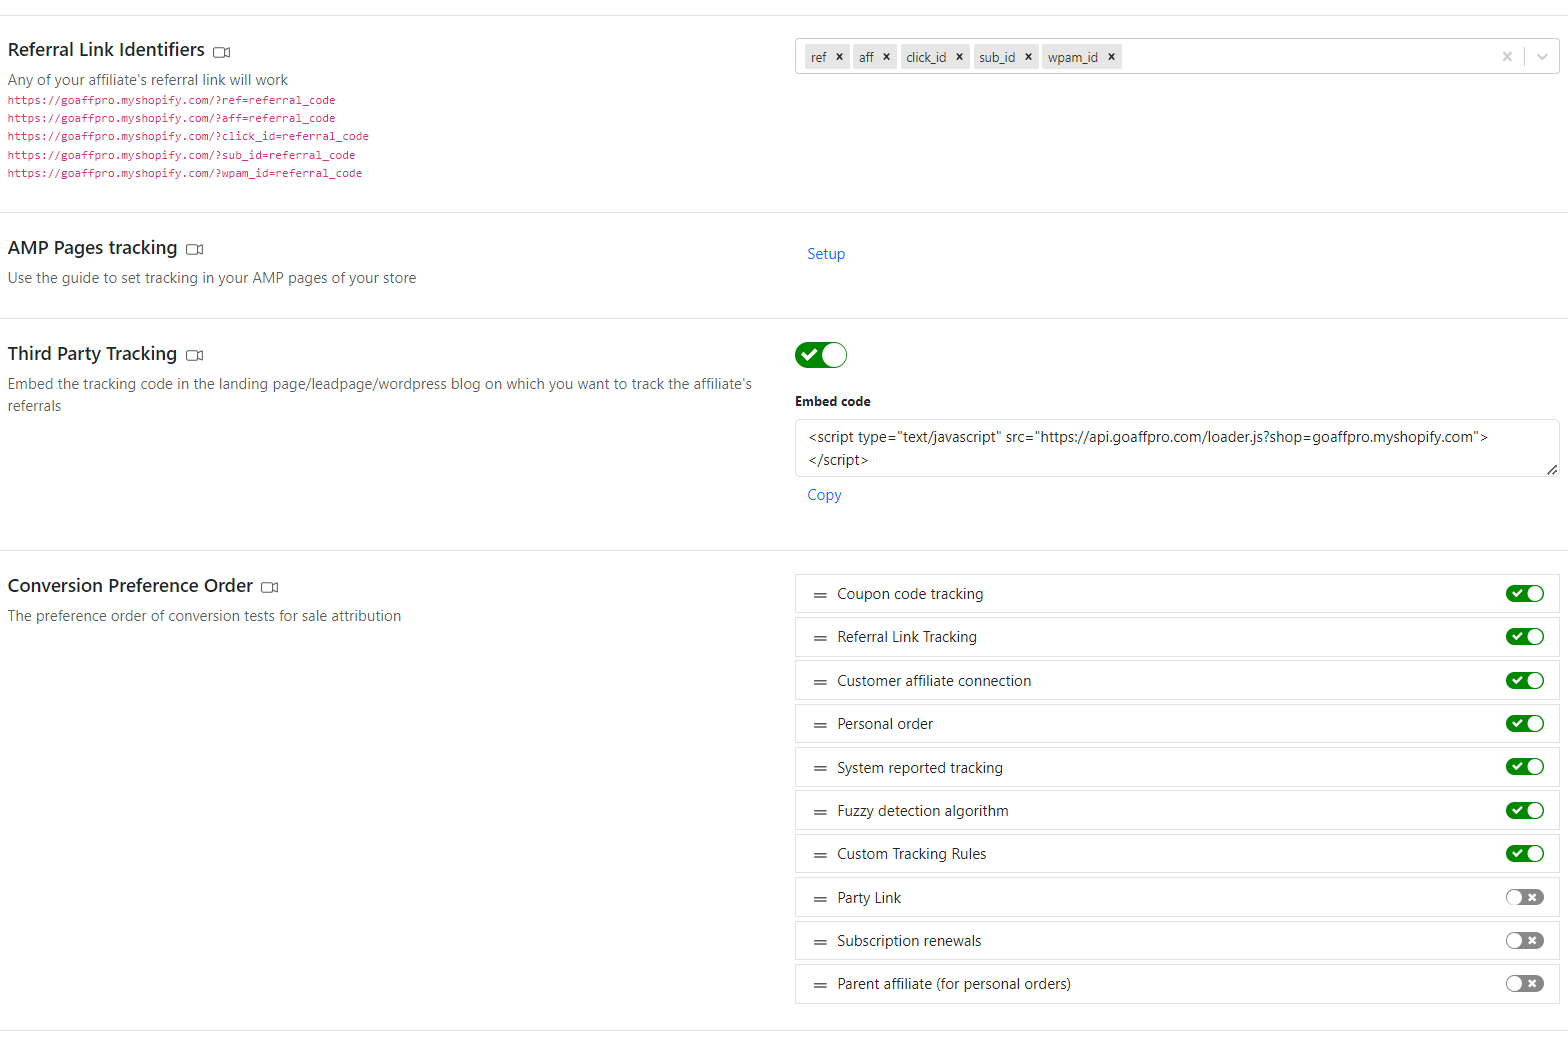 Referral Link Identifiers
Any of your affiliate's referral link will work
https://goaffpro.myshopify.com/?ref=referral_code
https://goaffpro.myshopify.com/?aff=referral_code
https://goaffpro.myshopify.com/?click_id=referral_code
https://goaffpro.myshopify.com/?sub_id=referral_code
https://goaffpro.myshopify.com/?wpam_id=referral_code
ref × aff × click_id × sub_id × wpam_id ×
AMP Pages tracking
Use the guide to set tracking in your AMP pages of your store
Setup
Third Party Tracking
Embed the tracking code in the landing page/leadpage/wordpress blog on which you want to track the affiliate's
referrals
Embed code
<script type="text/javascript" src="https://api.goaffpro.com/loader.js?shop=goaffpro.myshopify.com">
</script>
Copy
Conversion Preference Order
The preference order of conversion tests for sale attribution
Coupon code tracking
Referral Link Tracking
Customer affiliate connection
Personal order
System reported tracking
Fuzzy detection algorithm
Custom Tracking Rules
Party Link
Subscription renewals
Parent affiliate (for personal orders)